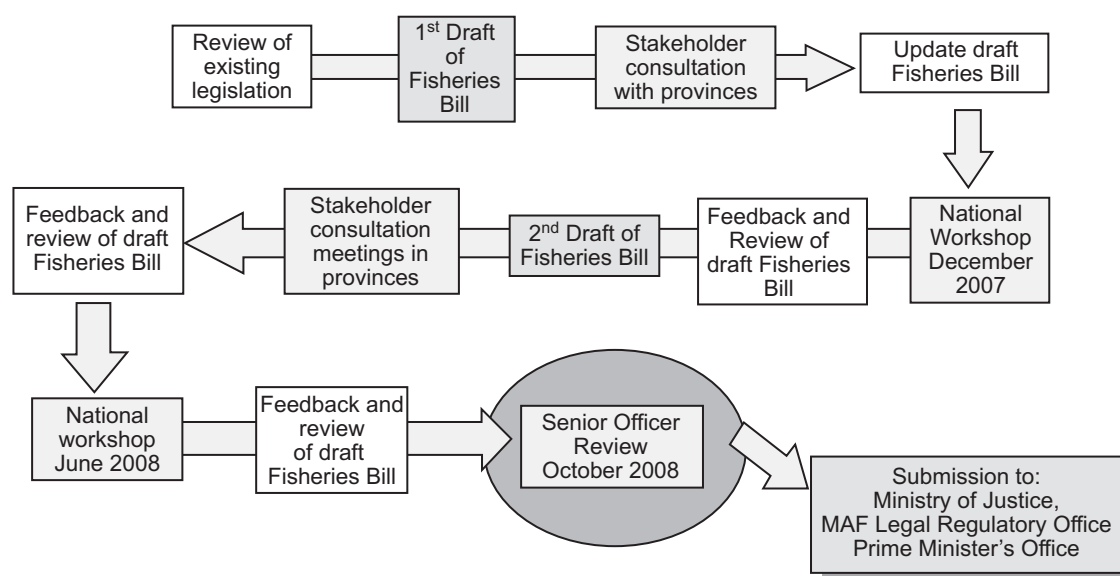 Review of
existing
legislation
1st Draft
of
Fisheries
Bill
Stakeholder
consultation
with provinces
Update draft
Fisheries Bill
National
Workshop
December
2007
Feedback and
Review of
draft Fisheries
Bill
2nd Draft of
Fisheries Bill
Stakeholder
consultation
meetings in
provinces
Feedback and
review of draft
Fisheries Bill
National
workshop
June 2008
Feedback and
review
of draft
Fisheries Bill
Senior Officer
Review
October 2008
Submission to:
Ministry of Justice,
MAF Legal Regulatory Office
Prime Minister’s Office